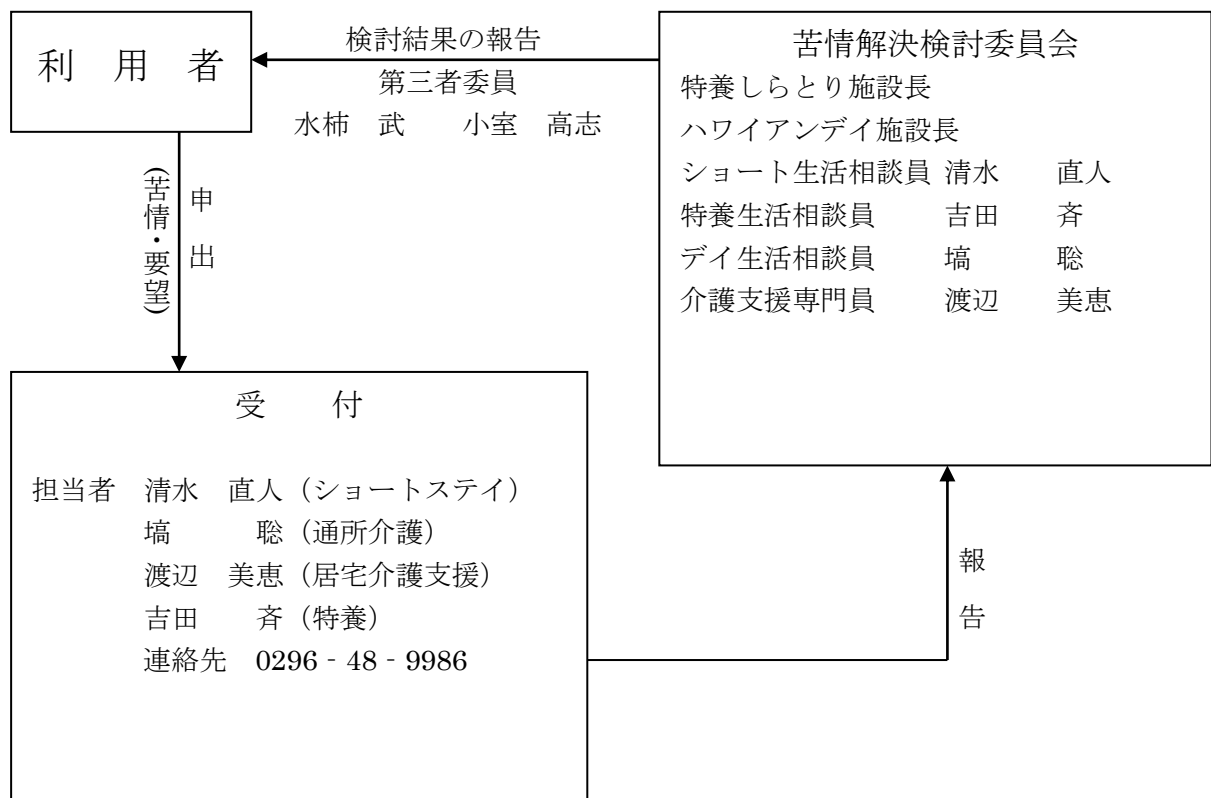 利　用　者
検討結果の報告
第三者委員
水柿　武　　小室　高志
申出
(苦情・要望)
苦情解決検討委員会
特養しらとり施設長
ハワイアンデイ施設長
ショート生活相談員 清水　　直人
特養生活相談員　　吉田　　斉
デイ生活相談員　　塙　　　聡
介護支援専門員　　渡辺　　美恵
受　　付
担当者　清水　直人（ショートステイ）
塙　　　聡（通所介護）
渡辺　美恵（居宅介護支援）
吉田　　斉（特養）
連絡先　0296‐48‐9986
報告